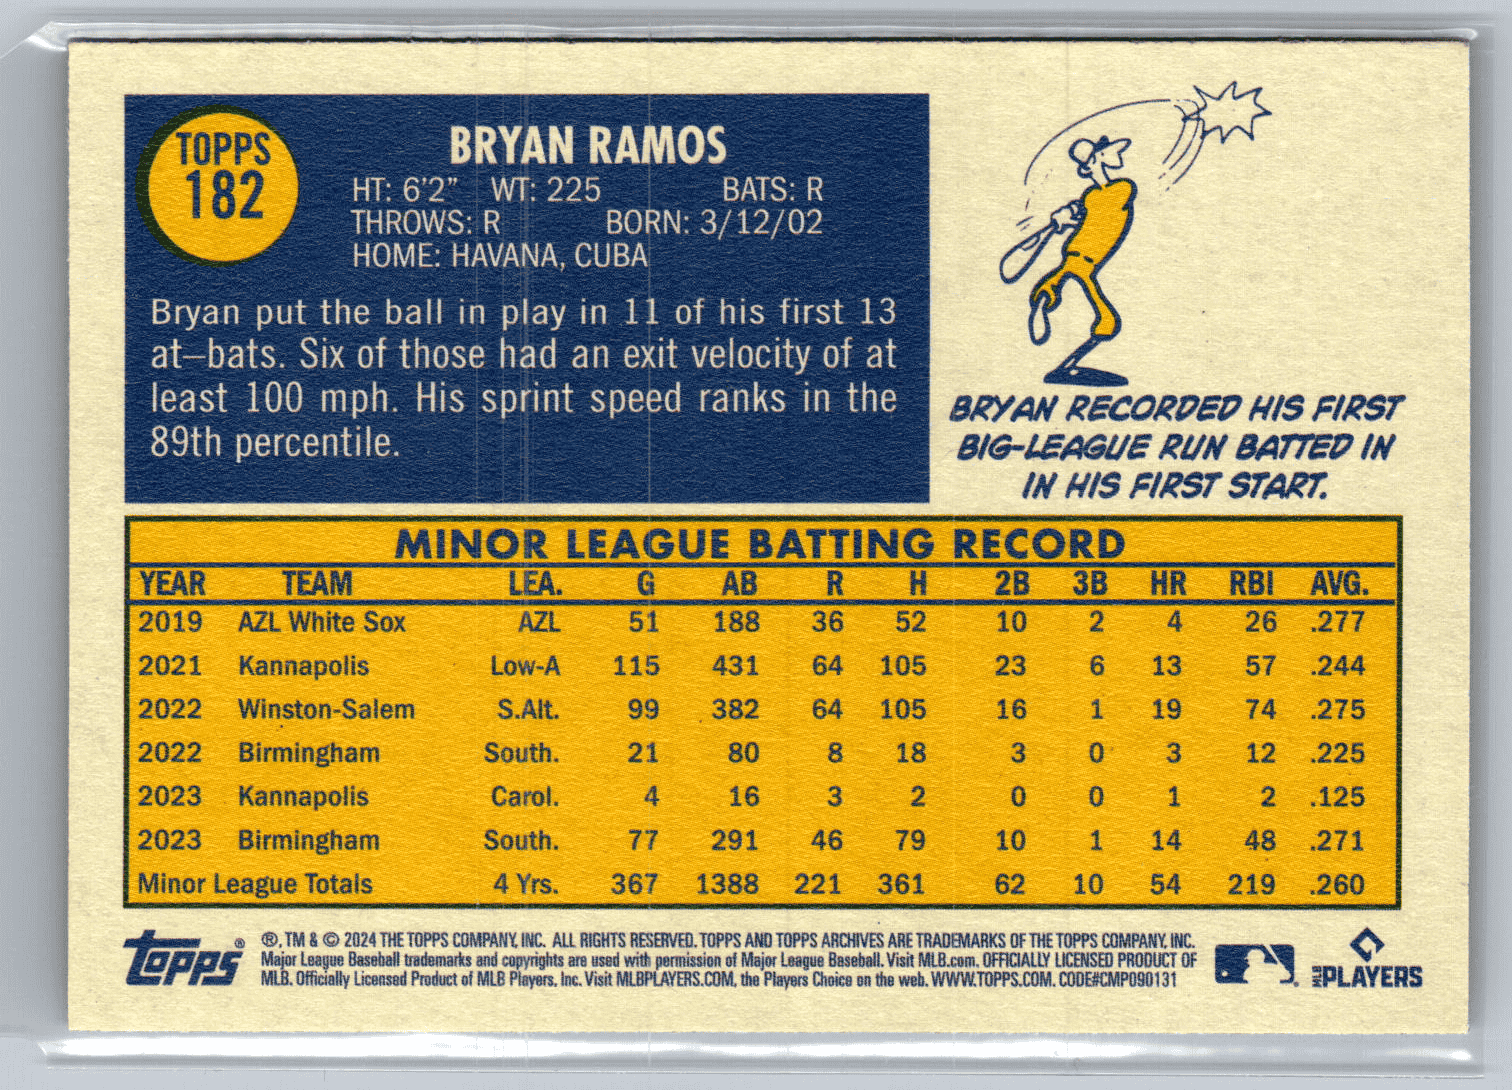 TOPPS
182
BRYAN RAMOS
HT: 6'2" WT: 225 BATS: R
THROWS: R BORN: 3/12/02
HOME: HAVANA, CUBA
Bryan put the ball in play in 11 of his first 13
at–bats. Six of those had an exit velocity of at
least 100 mph. His sprint speed ranks in the
89th percentile.
BRYAN RECORDED HIS FIRST
BIG-LEAGUE RUN BATTED IN
IN HIS FIRST START.
MINOR LEAGUE BATTING RECORD
YEAR TEAM LEA. G AB R H 2B 3B HR RBI AVG.
2019 AZL White Sox AZL 51 188 36 52 10 2 4 26 .277
2021 Kannapolis Low-A 115 431 64 105 23 6 13 57 .244
2022 Winston-Salem S.Alt. 99 382 64 105 16 1 19 74 .275
2022 Birmingham South. 21 80 8 18 3 0 3 12 .225
2023 Kannapolis Carol. 4 16 3 2 0 0 1 2 .125
2023 Birmingham South. 77 291 46 79 10 1 14 48 .271
Minor League Totals 4 Yrs. 367 1388 221 361 62 10 54 219 .260
topps®
®, TM & © 2024 THE TOPPS COMPANY, INC. ALL RIGHTS RESERVED. TOPPS AND TOPPS ARCHIVES ARE TRADEMARKS OF THE TOPPS COMPANY, INC.
Major League Baseball trademarks and copyrights are used with permission of Major League Baseball. Visit MLB.com. OFFICIALLY LICENSED PRODUCT OF
MLB. Officially Licensed Product of MLB Players, Inc. Visit MLBPLAYERS.COM, the Players Choice on the web. WWW.TOPPS.COM. CODE#CMP090131
MLB PLAYERS